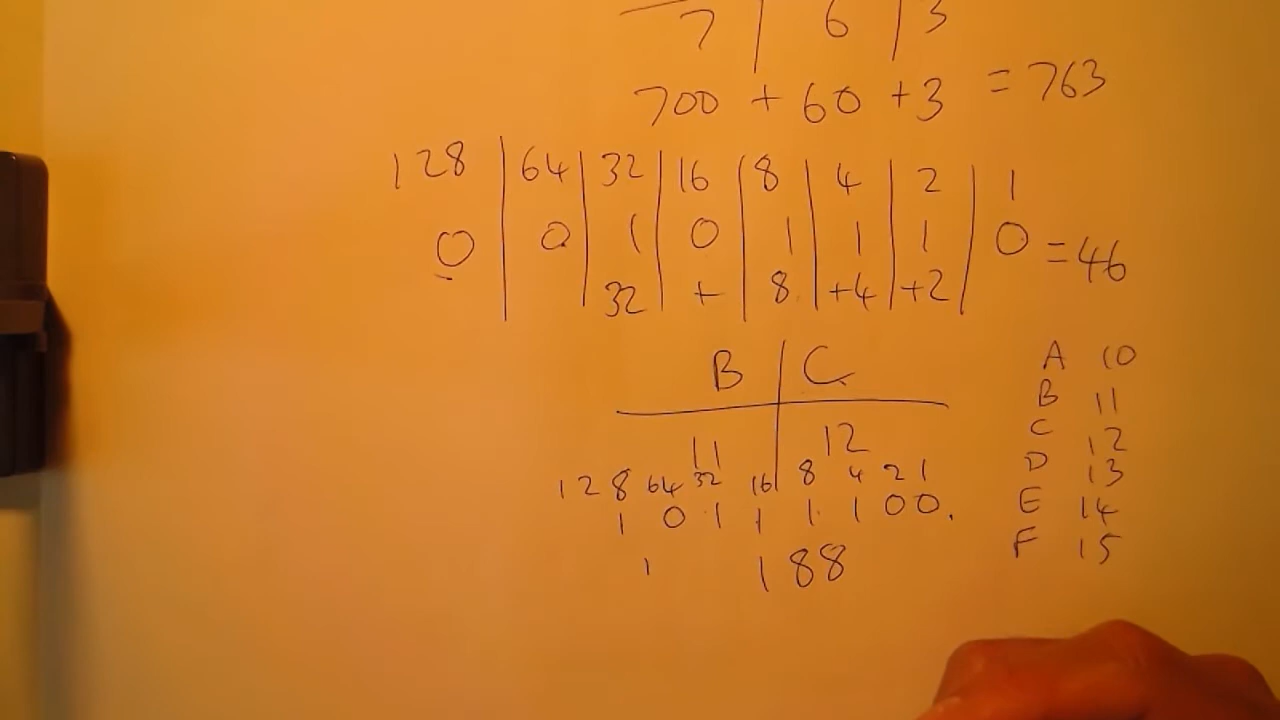 7 | 6 | 3
700 + 60 + 3 = 763
128 | 64 | 32 | 16 | 8 | 4 | 2 | 1
0 | 0 | 1 | 0 | 1 | 1 | 1 | 0 = 46
32 + 8 + 4 + 2
B | C
11 | 12
128 64 32 16 8 4 2 1
1 0 1 1 1 1 0 0.
1 188
A 10
B 11
C 12
D 13
E 14
F 15